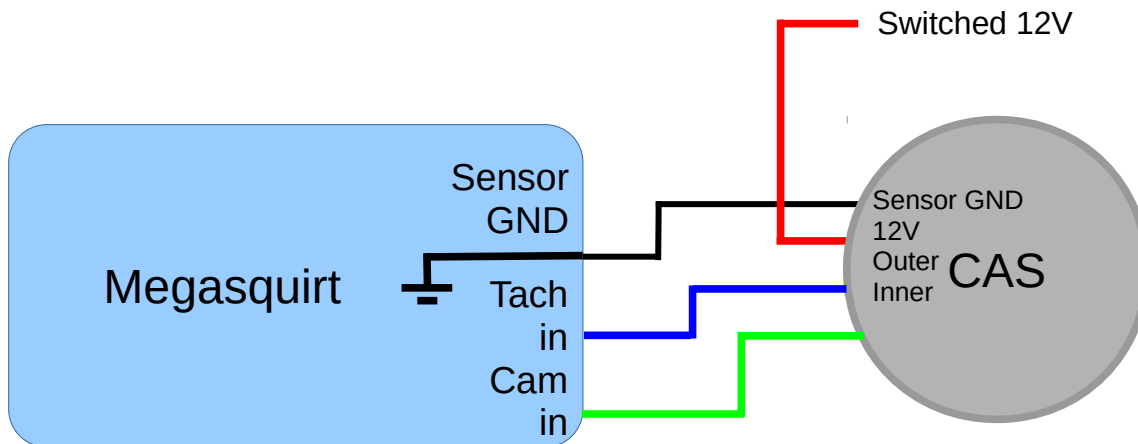 Switched 12V
Sensor
GND
Megasquirt
Tach
in
Cam
in
Sensor GND
12V
Outer
Inner
CAS